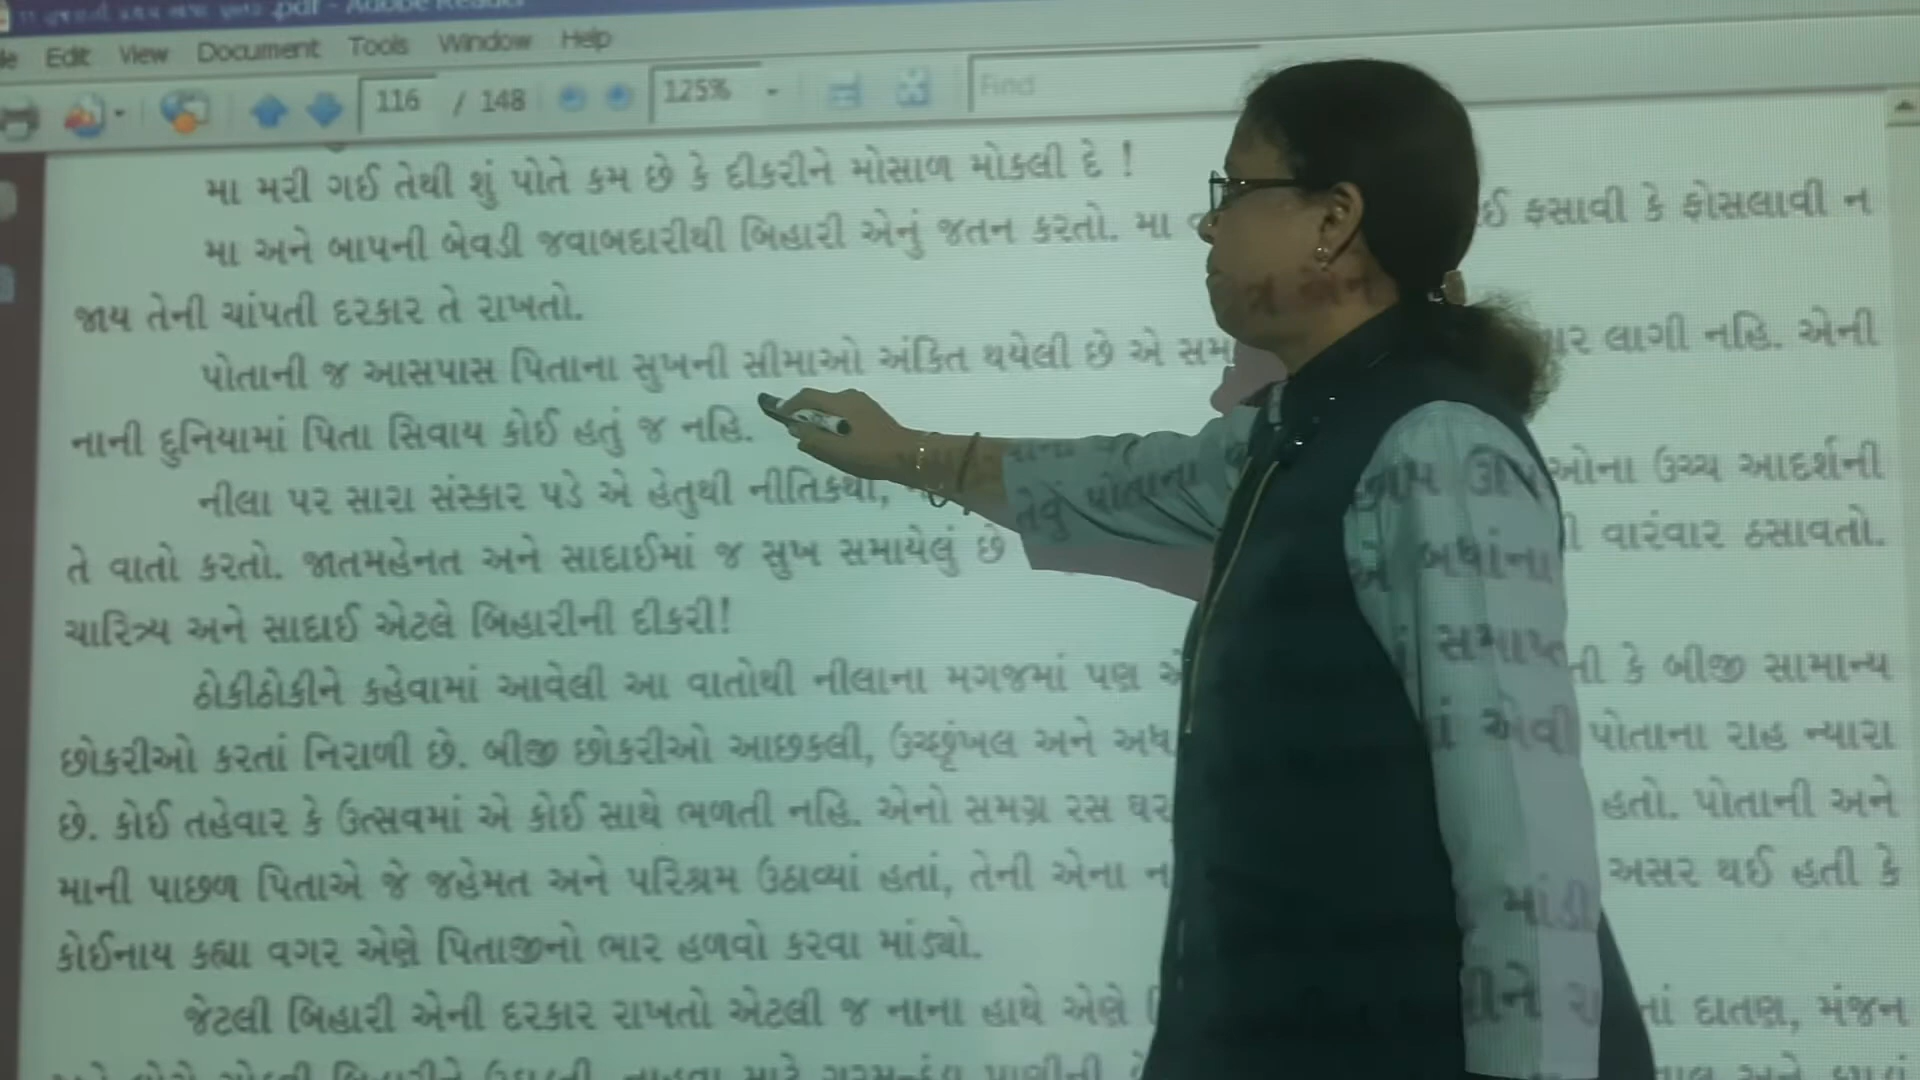 .pdf - Adobe Reader
Edit View Document Tools Window Help
116 / 148 125% Find
મા મરી ગઈ તેથી શું પોતે કમ છે કે દીકરીને મોસાળ મોકલી દે !
મા અને બાપની બેવડી જવાબદારીથી બિહારી એનું જતન કરતો. મા ફસાવી કે ફોસલાવી ન
જાય તેની ચાંપતી દરકાર તે રાખતો.
પોતાની જ આસપાસ પિતાના સુખની સીમાઓ અંકિત થયેલી છે એ લાગી નહિ. એની
નાની દુનિયામાં પિતા સિવાય કોઈ હતું જ નહિ.
નીલા પર સારા સંસ્કાર પડે એ હેતુથી નીતિકથા, ઉચ્ચ આદર્શની
તે વાતો કરતો. જાતમહેનત અને સાદાઈમાં જ સુખ સમાયેલું છે વારંવાર ઠસાવતો.
ચારિત્ર્ય અને સાદાઈ એટલે બિહારીની દીકરી!
ઠોકીઠોકીને કહેવામાં આવેલી આ વાતોથી નીલાના મગજમાં પણ કે બીજી સામાન્ય
છોકરીઓ કરતાં નિરાળી છે. બીજી છોકરીઓ આછકલી, ઉચ્છૃંખલ અને એવી પોતાના રાહ ન્યારા
છે. કોઈ તહેવાર કે ઉત્સવમાં એ કોઈ સાથે ભળતી નહિ. એનો સમગ્ર રસ હતો. પોતાની અને
માની પાછળ પિતાએ જે જહેમત અને પરિશ્રમ ઉઠાવ્યાં હતાં, તેની એના અસર થઈ હતી કે
કોઈનાય કહ્યા વગર એણે પિતાજીનો ભાર હળવો કરવા માંડ્યો.
જેટલી બિહારી એની દરકાર રાખતો એટલી જ નાના હાથે એણે દાતણ, મંજન